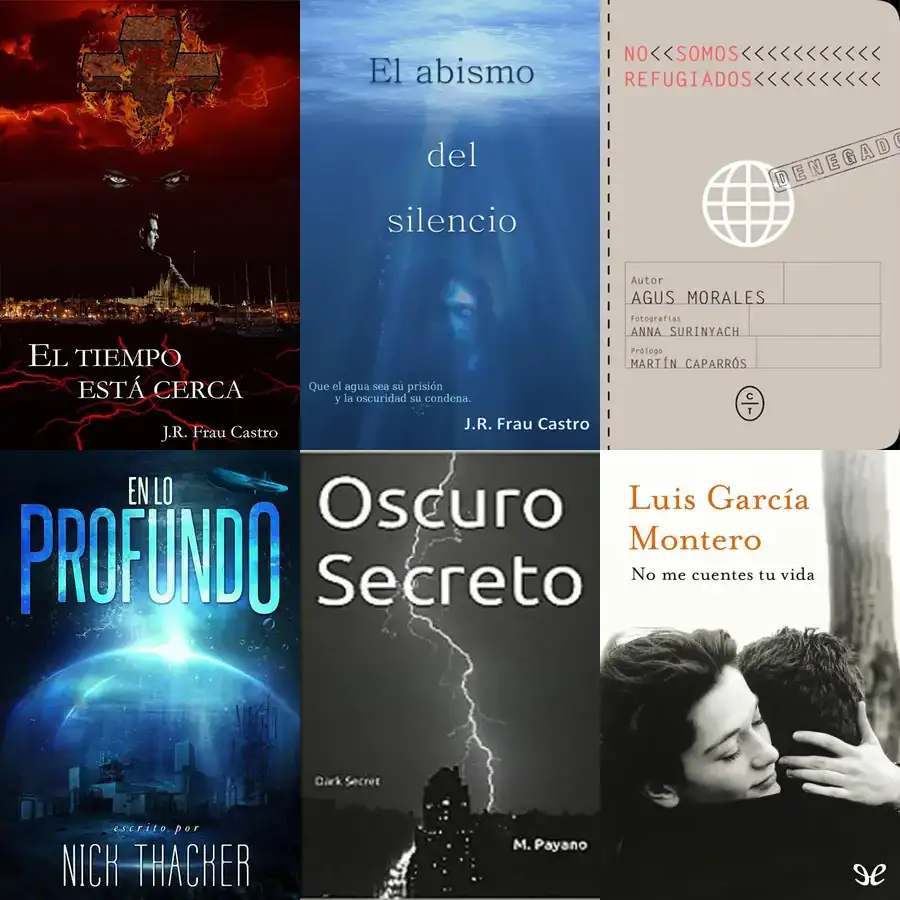 EL TIEMPO
ESTÁ CERCA
J.R. Frau Castro
El abismo
del
silencio
Que el agua sea su prisión
y la oscuridad su condena.
J.R. Frau Castro
NO<<SOMOS<<<<<<<<<<<
REFUGIADOS<<<<<<<<<<
DENEGADO
Autor
AGUS MORALES
Fotografías
ANNA SURINYACH
Prólogo
MARTÍN CAPARRÓS
C
T
EN LO
PROFUNDO
escrito por
NICK THACKER
Oscuro
Secreto
Dark Secret
M. Payano
Luis García
Montero
No me cuentes tu vida